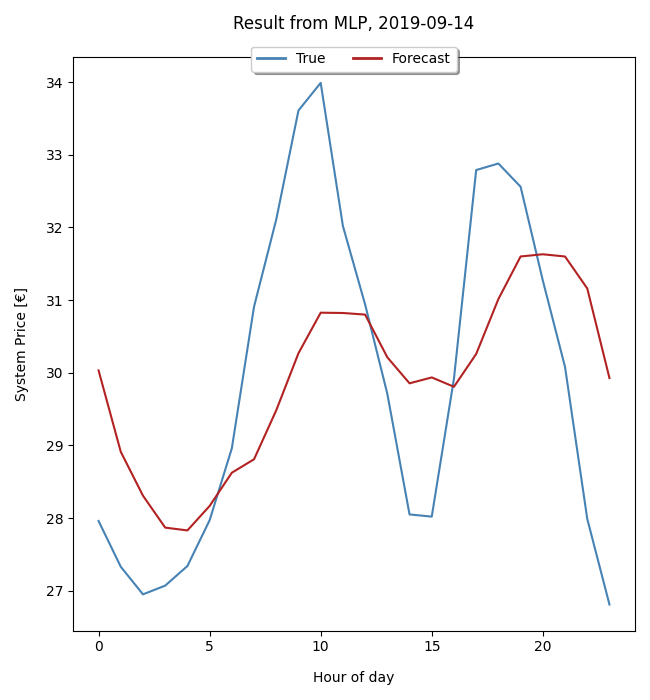 Result from MLP, 2019-09-14
True Forecast
34
33
32
31
30
29
28
27
System Price [€]
0 5 10 15 20
Hour of day